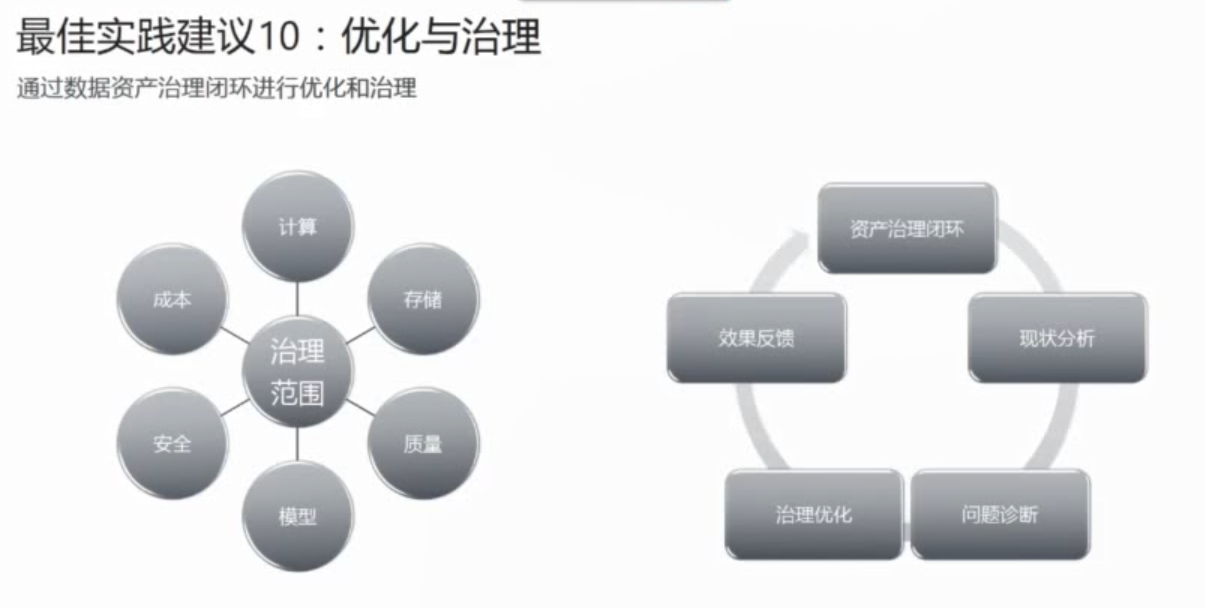 最佳实践建议10：优化与治理
通过数据资产治理闭环进行优化和治理
计算
成本
存储
治理
范围
安全
质量
模型
资产治理闭环
效果反馈
现状分析
治理优化
问题诊断